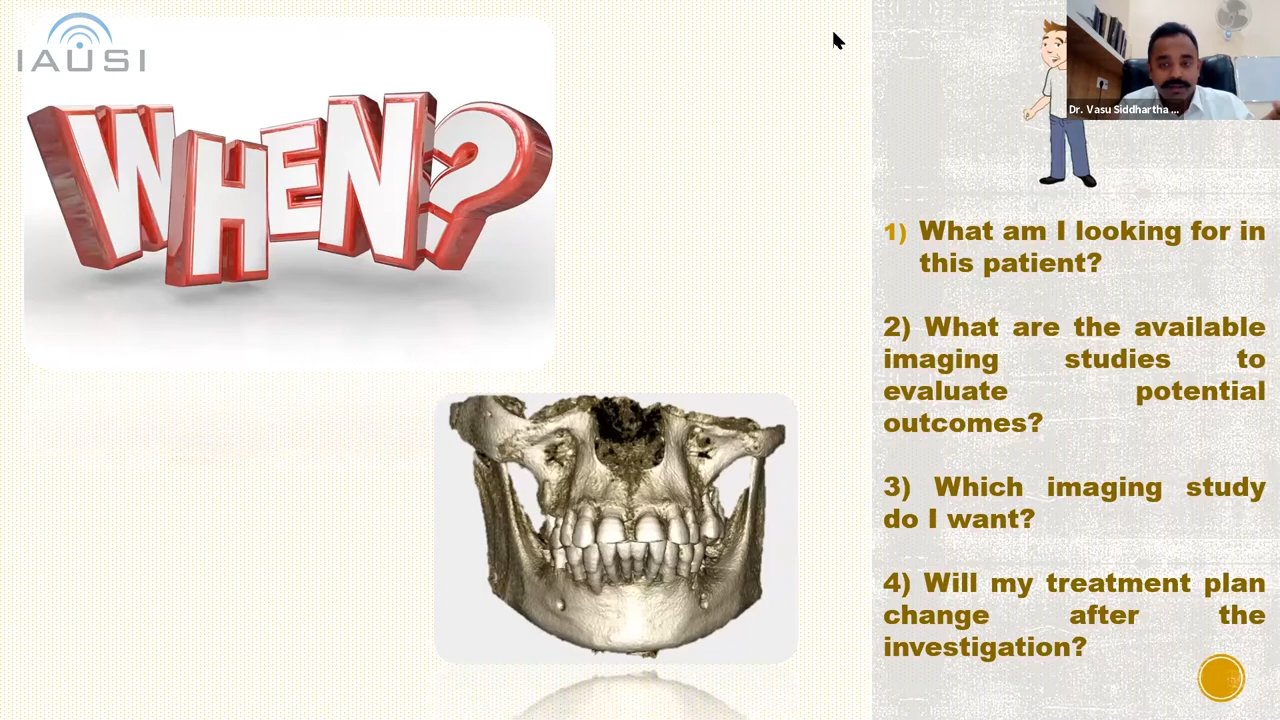 IAUSI
WHEN?
Dr. Vasu Siddhartha ...
1) What am I looking for in
this patient?
2) What are the available
imaging studies to
evaluate potential
outcomes?
3) Which imaging study
do I want?
4) Will my treatment plan
change after the
investigation?